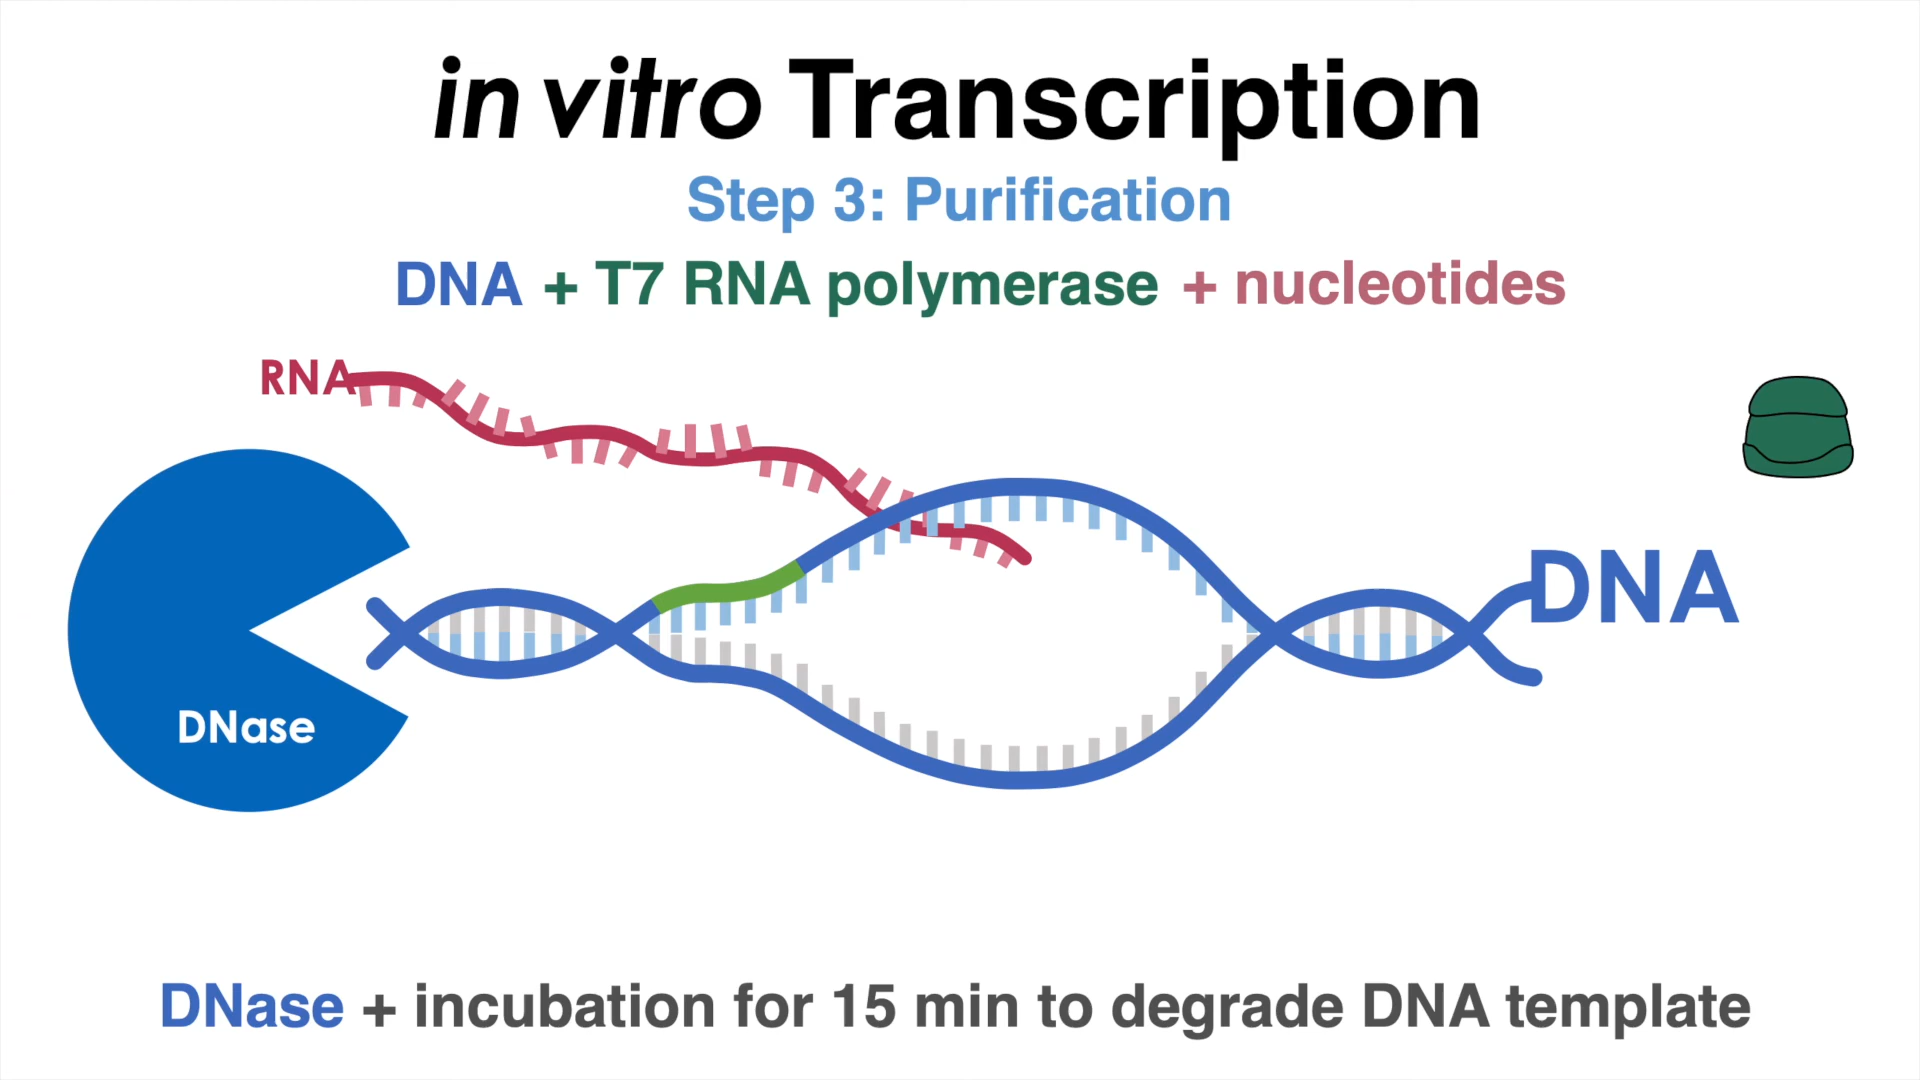 in vitro Transcription
Step 3: Purification
DNA + T7 RNA polymerase + nucleotides
RNA
DNA
DNase
DNase + incubation for 15 min to degrade DNA template